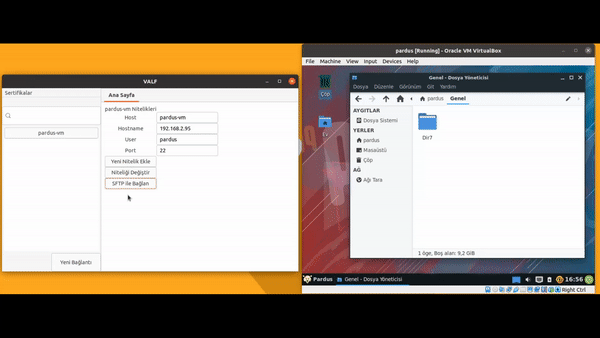 VALF
Sertifikalar
pardus-vm
Yeni Bağlantı
Ana Sayfa
pardus-vm Nitelikleri
Host pardus-vm
Hostname 192.168.2.95
User pardus
Port 22
Yeni Nitelik Ekle
Niteliği Değiştir
SFTP ile Bağlan
pardus [Running] - Oracle VM VirtualBox
File Machine View Input Devices Help
Çöp
Genel - Dosya Yöneticisi
Dosya Düzenle Görünüm Git Yardım
pardus Genel
AYGITLAR
Dosya Sistemi
YERLER
pardus
Masaüstü
Çöp
AĞ
Ağı Tara
Dir7
1 öge, Boş alan: 9,2 GiB
Pardus Genel - Dosya Yöneticisi 16:56
Right Ctrl